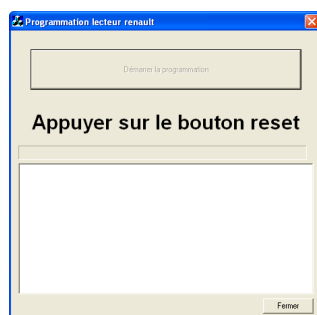 Programmation lecteur renault
Démarrer la programmation
Appuyer sur le bouton reset
Fermer